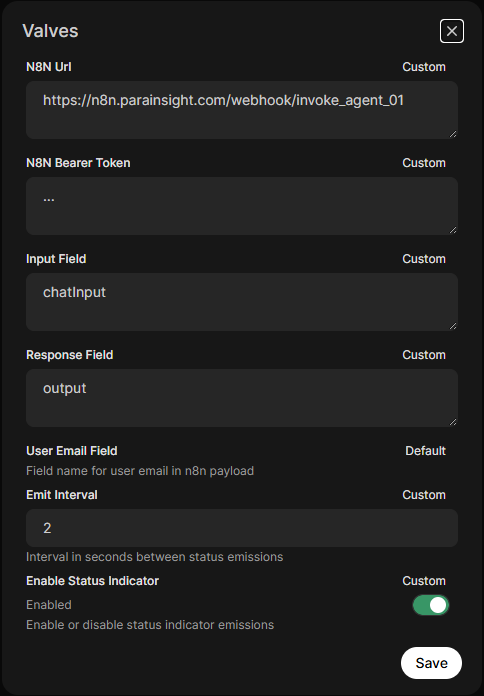 Valves
N8N Url Custom
https://n8n.parainsight.com/webhook/invoke_agent_01
N8N Bearer Token Custom
...
Input Field Custom
chatInput
Response Field Custom
output
User Email Field Default
Field name for user email in n8n payload
Emit Interval Custom
2
Interval in seconds between status emissions
Enable Status Indicator Custom
Enabled
Enable or disable status indicator emissions
Save